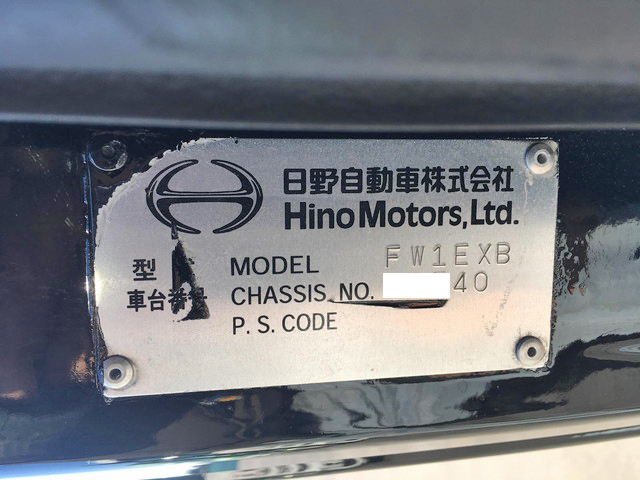 日野自動車株式会社
Hino Motors, Ltd.
型
MODEL FW1EXB
車台番号 CHASSIS NO. 40
P. S. CODE